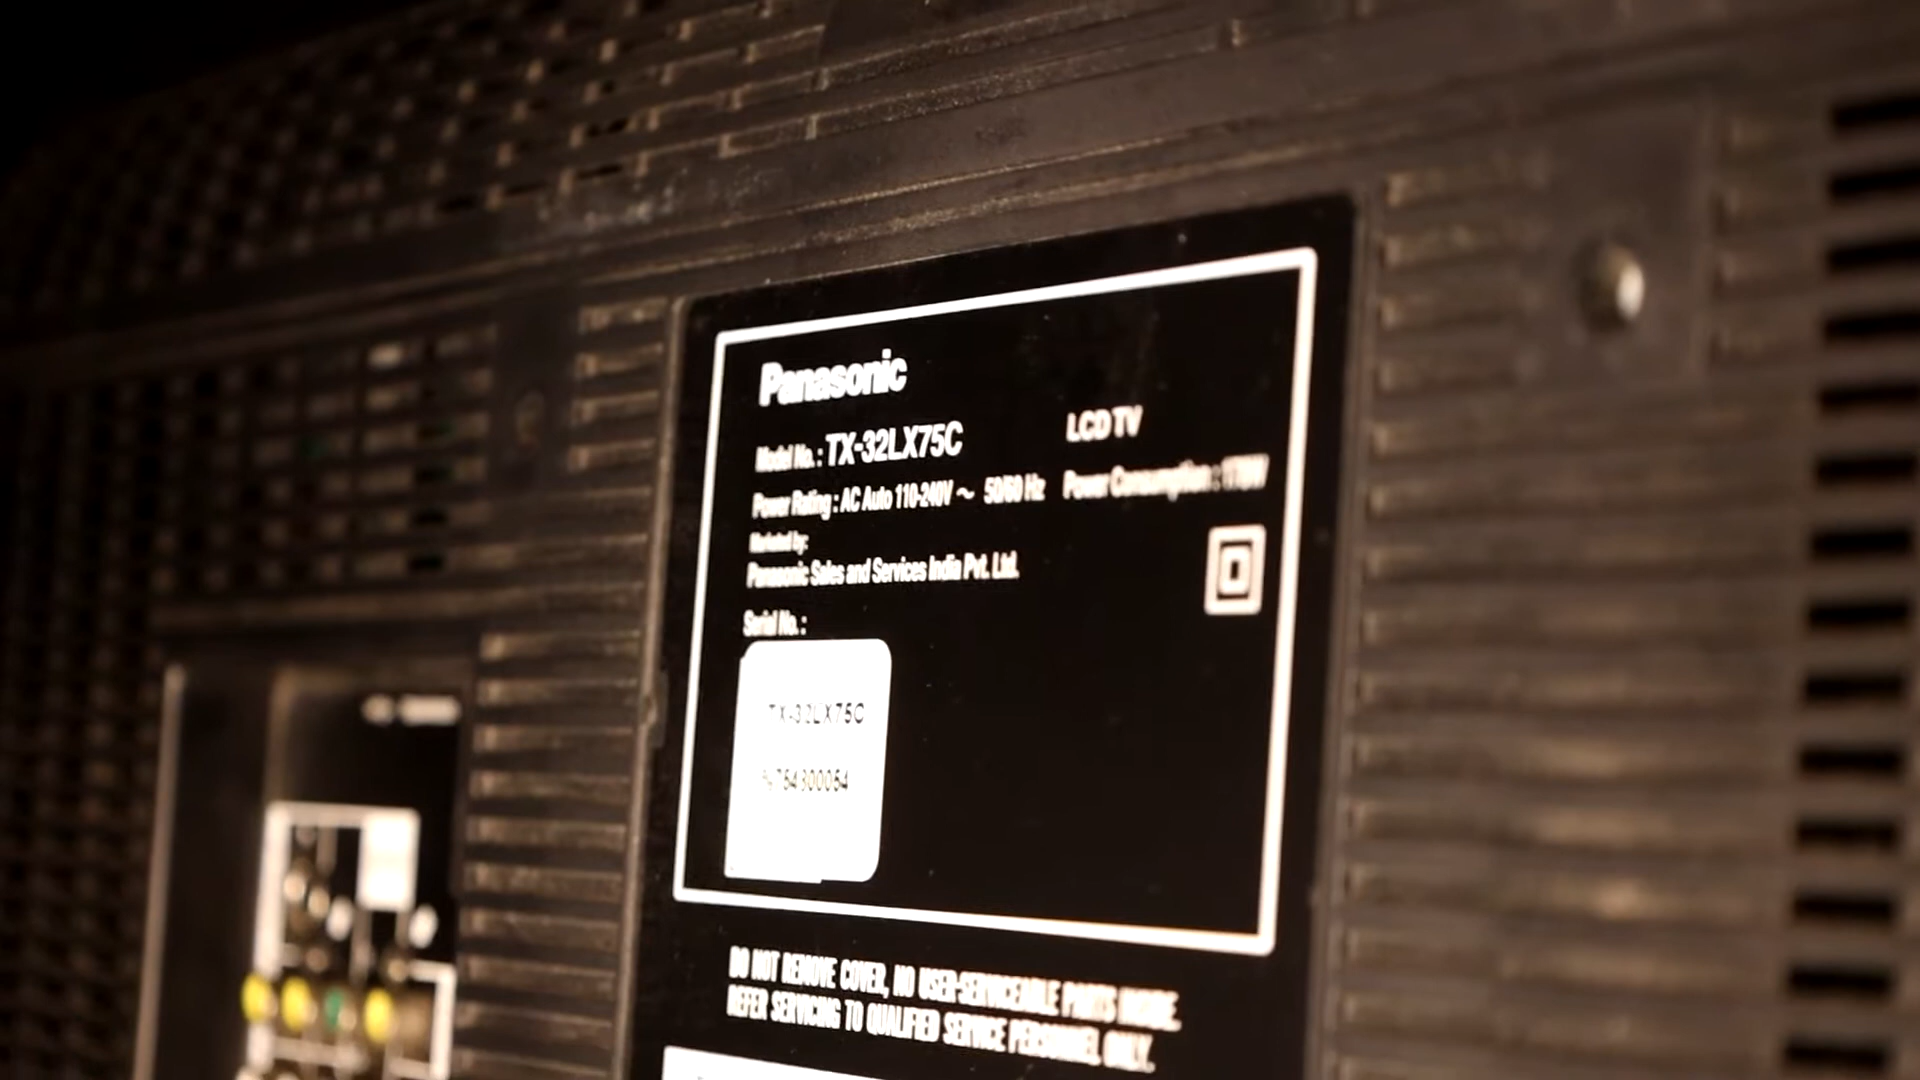 Panasonic
Model No. : TX-32LX75C
LCD TV
Power Rating : AC Auto 110-240V ~ 50/60 Hz
Power Consumption :
Marketed by:
Panasonic Sales and Services India Pvt. Ltd.
Serial No. :
TX-32LX75C
DO NOT REMOVE COVER, NO USER-SERVICEABLE PARTS INSIDE.
REFER SERVICING TO QUALIFIED SERVICE PERSONNEL ONLY.